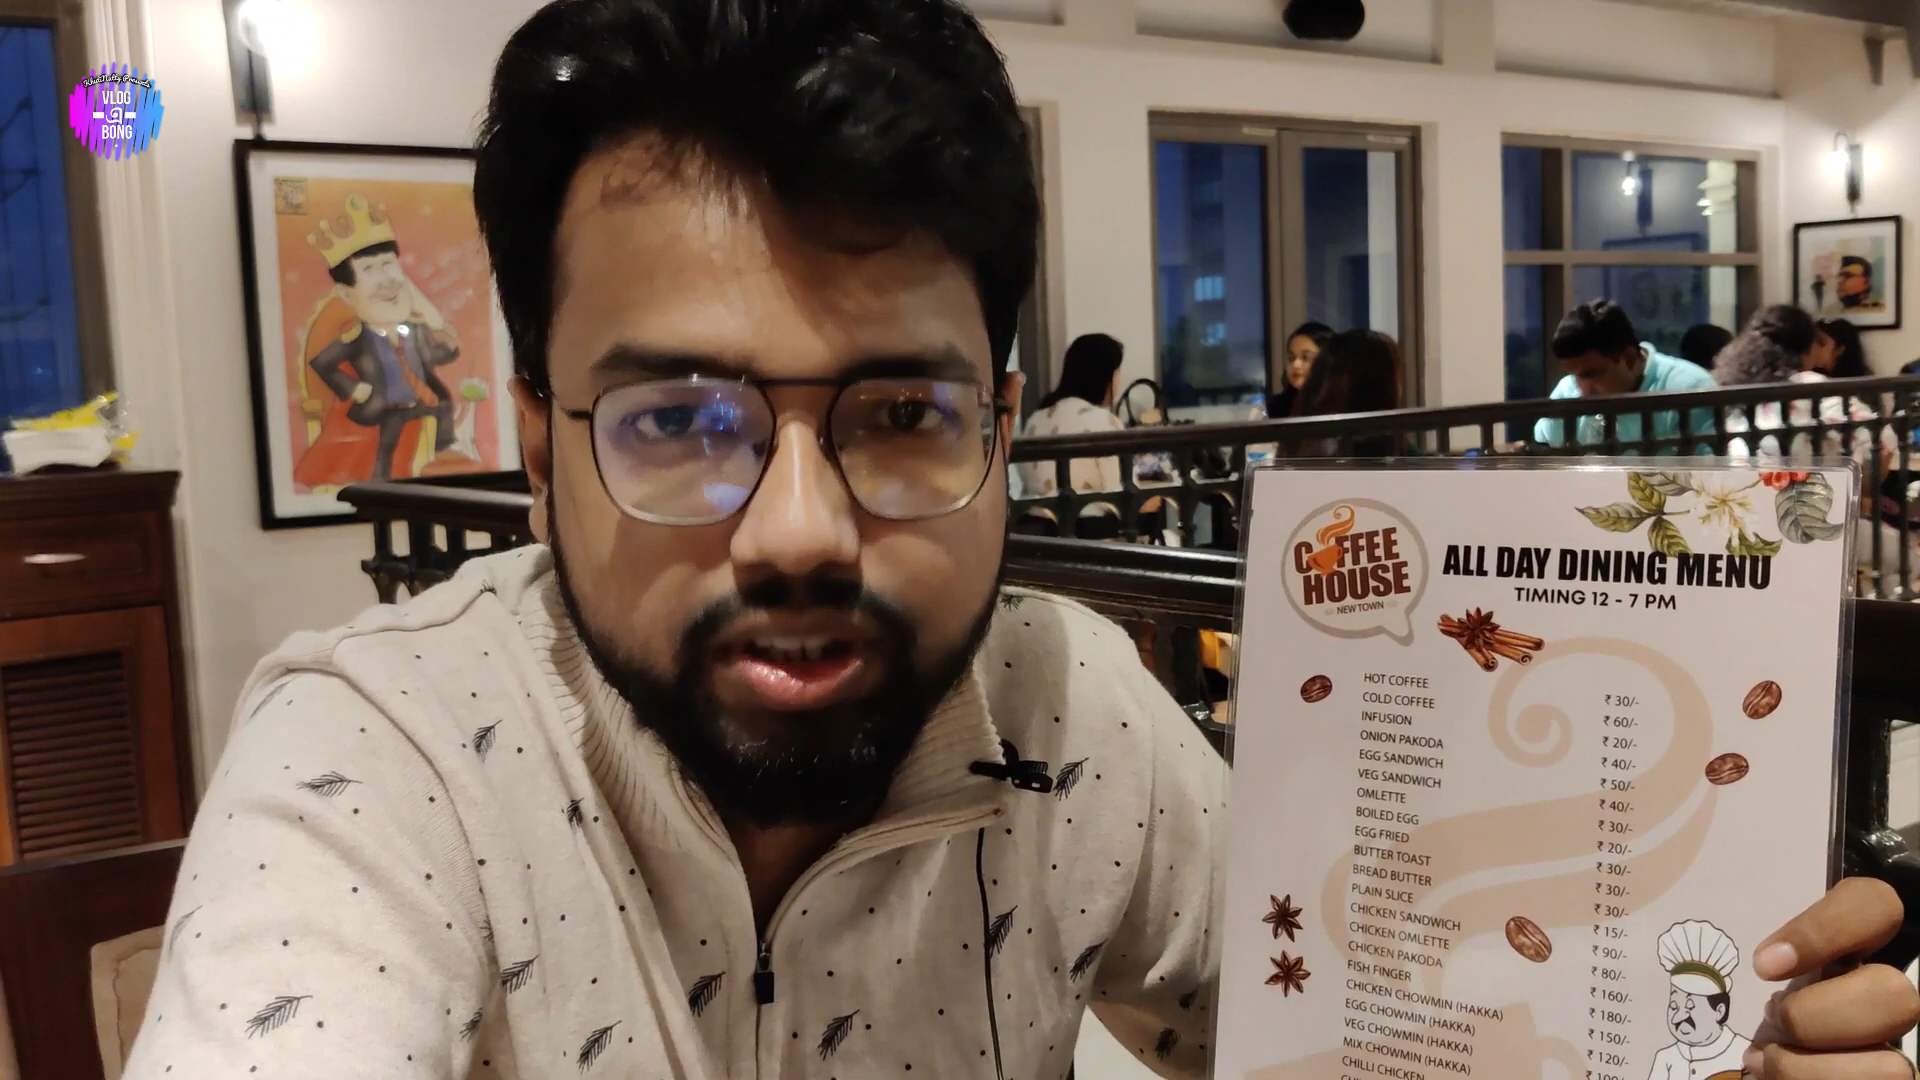 KhaiNaiy Presents
VLOG
এ
BONG
COFFEE
HOUSE
NEW TOWN
ALL DAY DINING MENU
TIMING 12 - 7 PM
HOT COFFEE ₹ 30/-
COLD COFFEE ₹ 60/-
INFUSION ₹ 20/-
ONION PAKODA ₹ 40/-
EGG SANDWICH ₹ 50/-
VEG SANDWICH ₹ 40/-
OMLETTE ₹ 30/-
BOILED EGG ₹ 20/-
EGG FRIED ₹ 30/-
BUTTER TOAST ₹ 30/-
BREAD BUTTER ₹ 30/-
PLAIN SLICE ₹ 15/-
CHICKEN SANDWICH ₹ 90/-
CHICKEN OMLETTE ₹ 80/-
CHICKEN PAKODA ₹ 160/-
FISH FINGER ₹ 180/-
CHICKEN CHOWMIN (HAKKA) ₹ 150/-
EGG CHOWMIN (HAKKA) ₹ 120/-
VEG CHOWMIN (HAKKA) ₹ 100/-
MIX CHOWMIN (HAKKA)
CHILLI CHICKEN